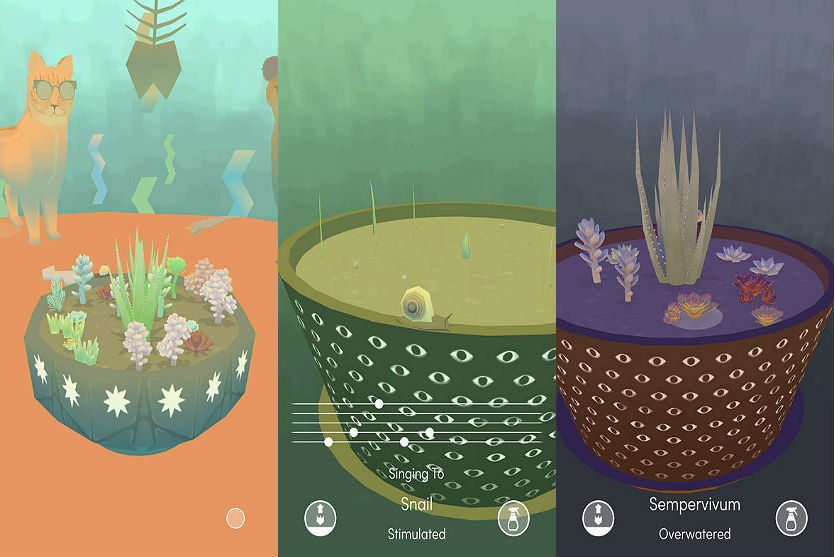 Singing To
Snail
Stimulated
Sempervivum
Overwatered